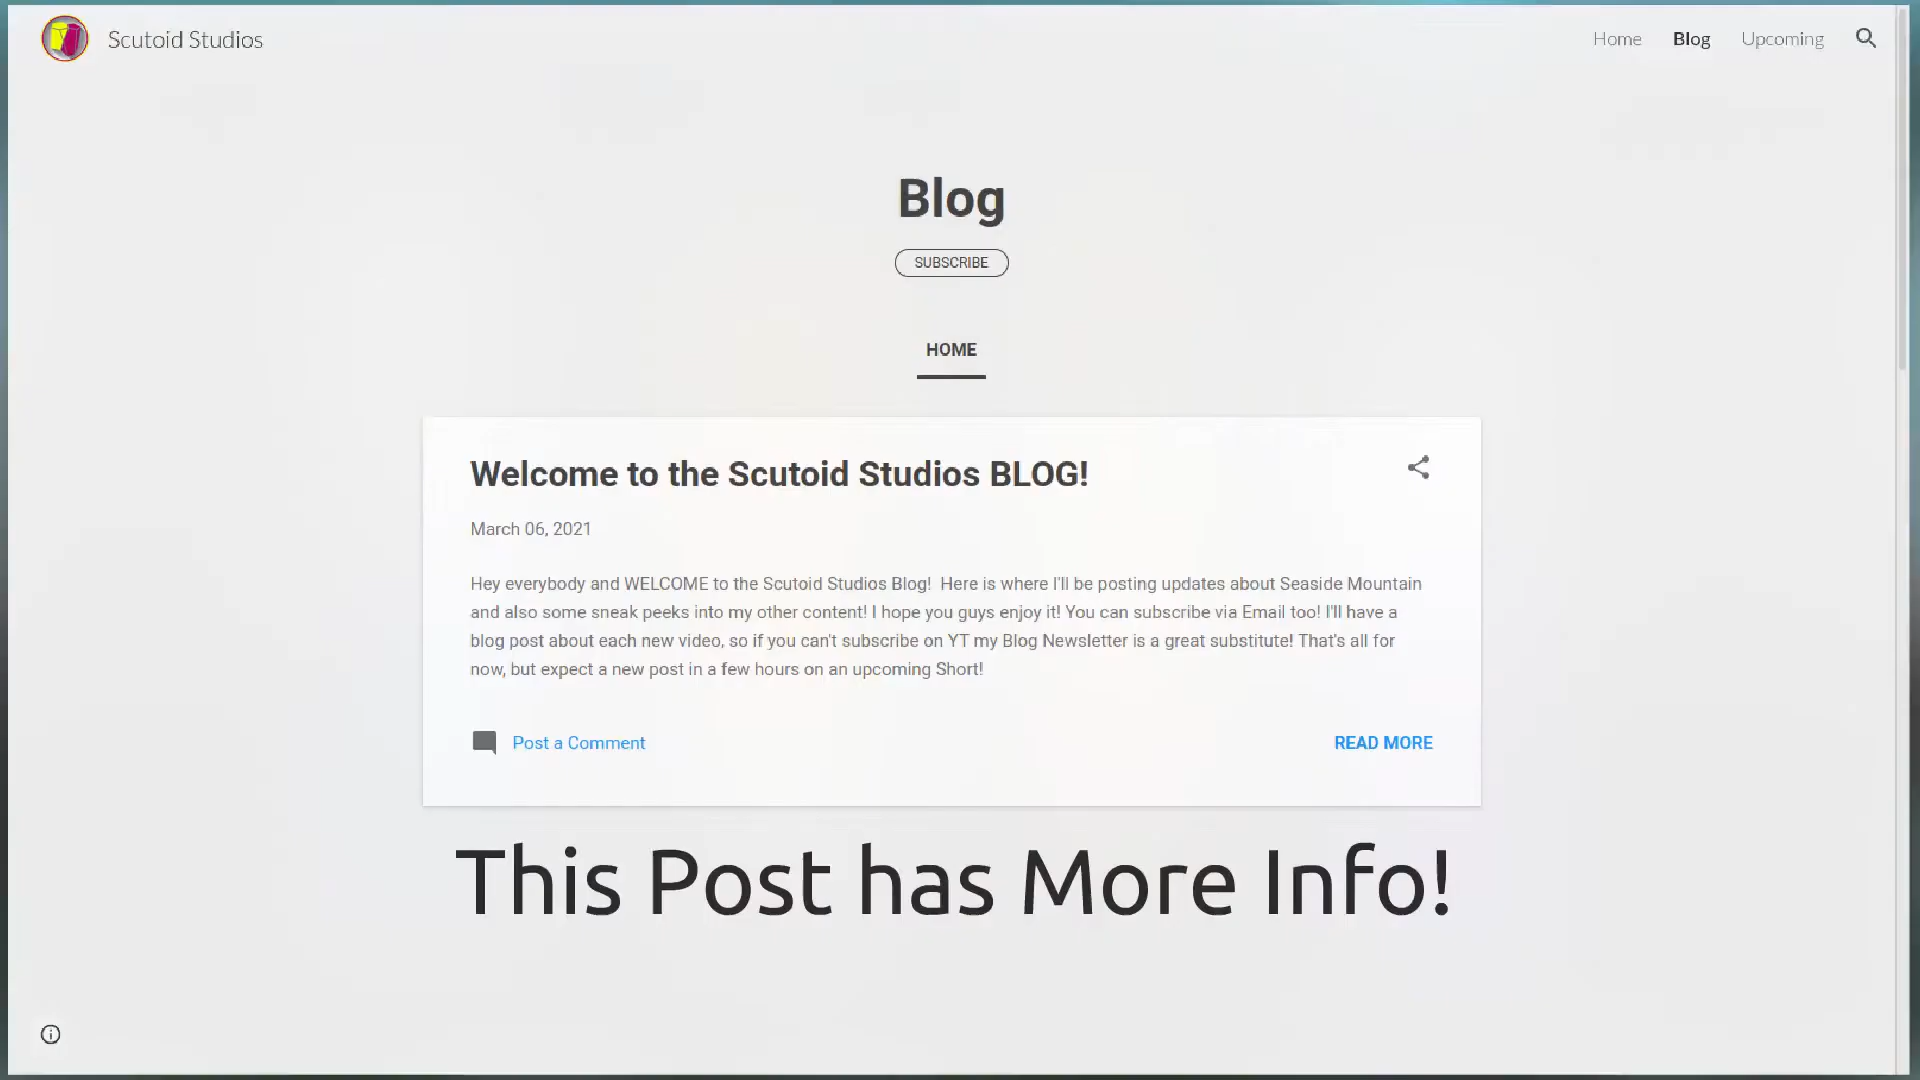 Scutoid Studios
Home Blog Upcoming
Blog
SUBSCRIBE
HOME
Welcome to the Scutoid Studios BLOG!
March 06, 2021
Hey everybody and WELCOME to the Scutoid Studios Blog!  Here is where I'll be posting updates about Seaside Mountain
and also some sneak peeks into my other content! I hope you guys enjoy it! You can subscribe via Email too! I'll have a
blog post about each new video, so if you can't subscribe on YT my Blog Newsletter is a great substitute! That's all for
now, but expect a new post in a few hours on an upcoming Short!
Post a Comment
READ MORE
This Post has More Info!